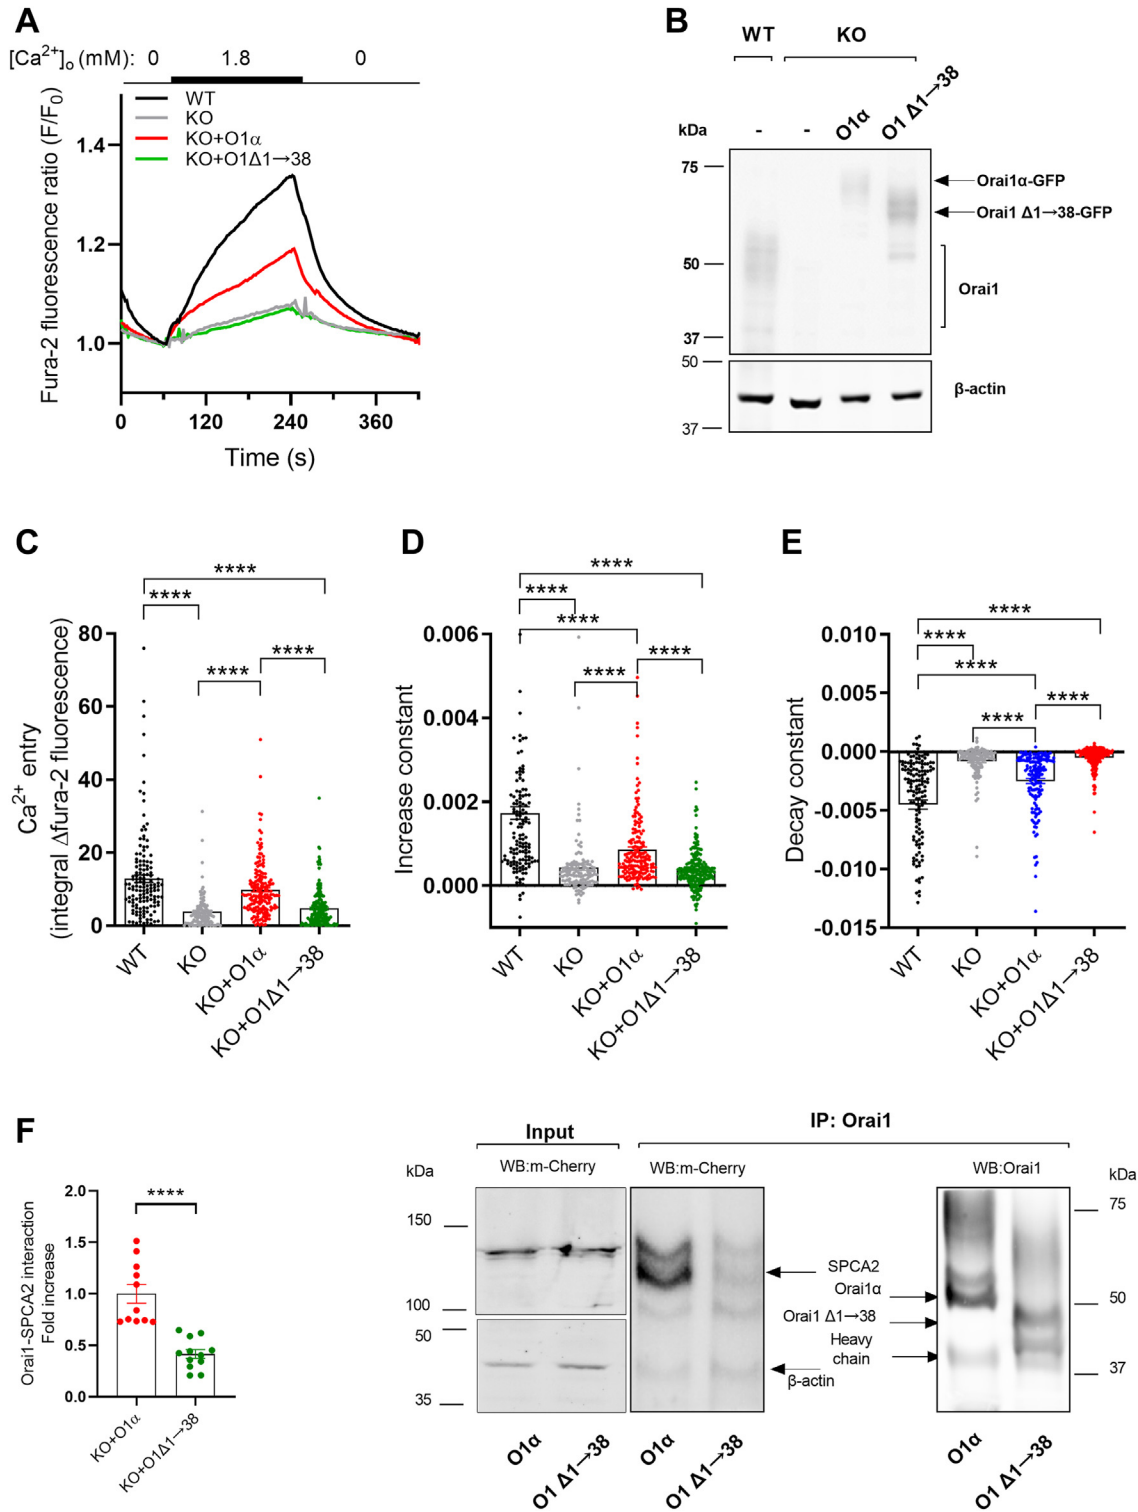 A
[Ca2+]o (mM): 0 1.8 0
WT
KO
KO+O1α
KO+O1Δ1→38
Fura-2 fluorescence ratio (F/F0)
1.4
1.2
1.0
0 120 240 360
Time (s)
B
WT KO
kDa - - O1α O1 Δ1→38
75
50
37
Orai1α-GFP
Orai1 Δ1→38-GFP
Orai1
50
37
β-actin
C
****
****
****
****
Ca2+ entry
(integral Δfura-2 fluorescence)
80
60
40
20
0
WT KO KO+O1α KO+O1Δ1→38
D
****
****
****
****
****
Increase constant
0.006
0.004
0.002
0.000
WT KO KO+O1α KO+O1Δ1→38
E
****
****
****
****
****
Decay constant
0.010
0.005
0.000
-0.005
-0.010
-0.015
WT KO KO+O1α KO+O1Δ1→38
F
****
Orai1-SPCA2 interaction
Fold increase
2.0
1.5
1.0
0.5
0.0
KO+O1α KO+O1Δ1→38
Input
IP: Orai1
kDa
WB:m-Cherry
WB:m-Cherry
WB:Orai1
kDa
150
100
50
35
SPCA2
Orai1α
Orai1 Δ1→38
Heavy
chain
β-actin
75
50
37
O1α O1 Δ1→38
O1α O1 Δ1→38
O1α O1 Δ1→38